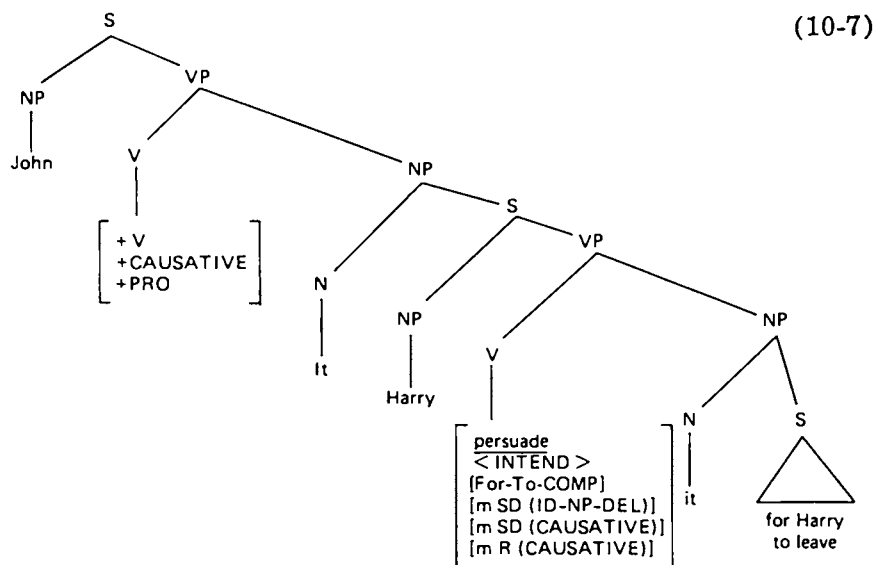 (10-7)
S
NP VP
John V NP
+ V
+CAUSATIVE
+PRO
N S
It NP VP
Harry V NP
persuade
< INTEND >
[For-To-COMP]
[m SD (ID-NP-DEL)]
[m SD (CAUSATIVE)]
[m R (CAUSATIVE)]
N S
it for Harry
to leave